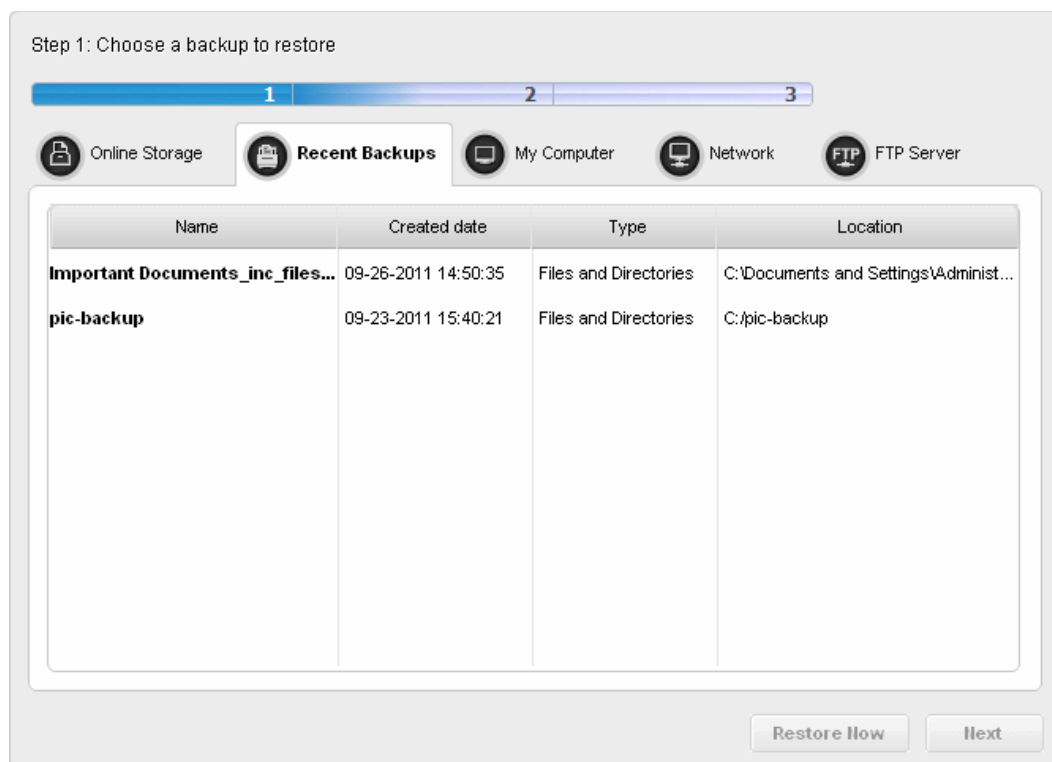 Step 1: Choose a backup to restore
1 2 3
Online Storage Recent Backups My Computer Network FTP FTP Server
Name Created date Type Location
Important Documents_inc_files... 09-26-2011 14:50:35 Files and Directories C:\Documents and Settings\Administ...
pic-backup 09-23-2011 15:40:21 Files and Directories C:/pic-backup
Restore Now Next